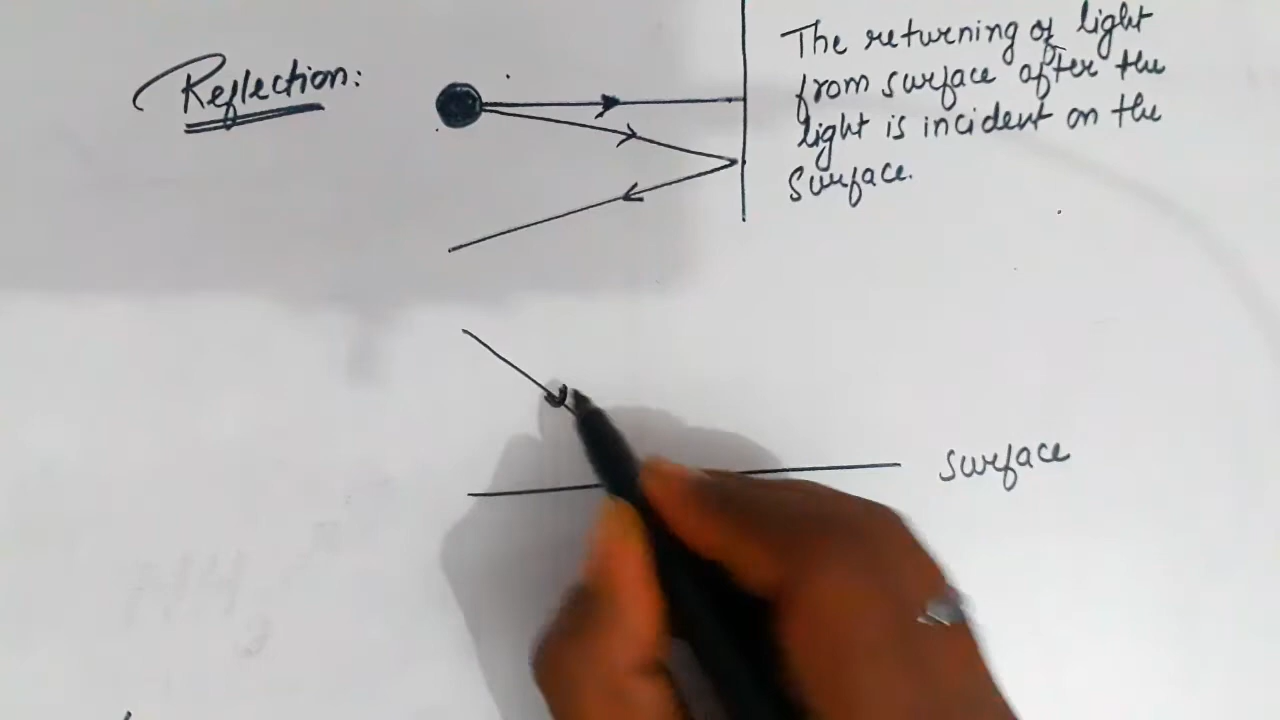 Reflection:
The returning of light
from surface after the
light is incident on the
surface.
surface